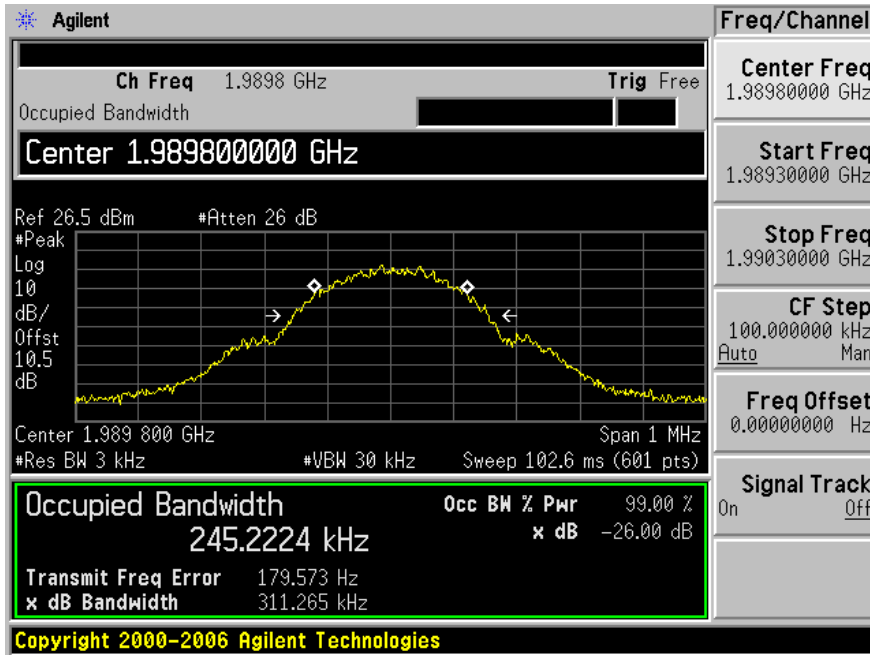 Agilent
Freq/Channel
Ch Freq 1.9898 GHz Trig Free
Occupied Bandwidth
Center 1.989800000 GHz
Ref 26.5 dBm #Atten 26 dB
#Peak
Log
10
dB/
Offst
10.5
dB
Center 1.989 800 GHz Span 1 MHz
#Res BW 3 kHz #VBW 30 kHz Sweep 102.6 ms (601 pts)
Occupied Bandwidth Occ BW % Pwr 99.00 %
245.2224 kHz x dB -26.00 dB
Transmit Freq Error 179.573 Hz
x dB Bandwidth 311.265 kHz
Copyright 2000-2006 Agilent Technologies
Center Freq
1.98980000 GHz
Start Freq
1.98930000 GHz
Stop Freq
1.99030000 GHz
CF Step
100.000000 kHz
Auto Man
Freq Offset
0.00000000 Hz
Signal Track
On Off